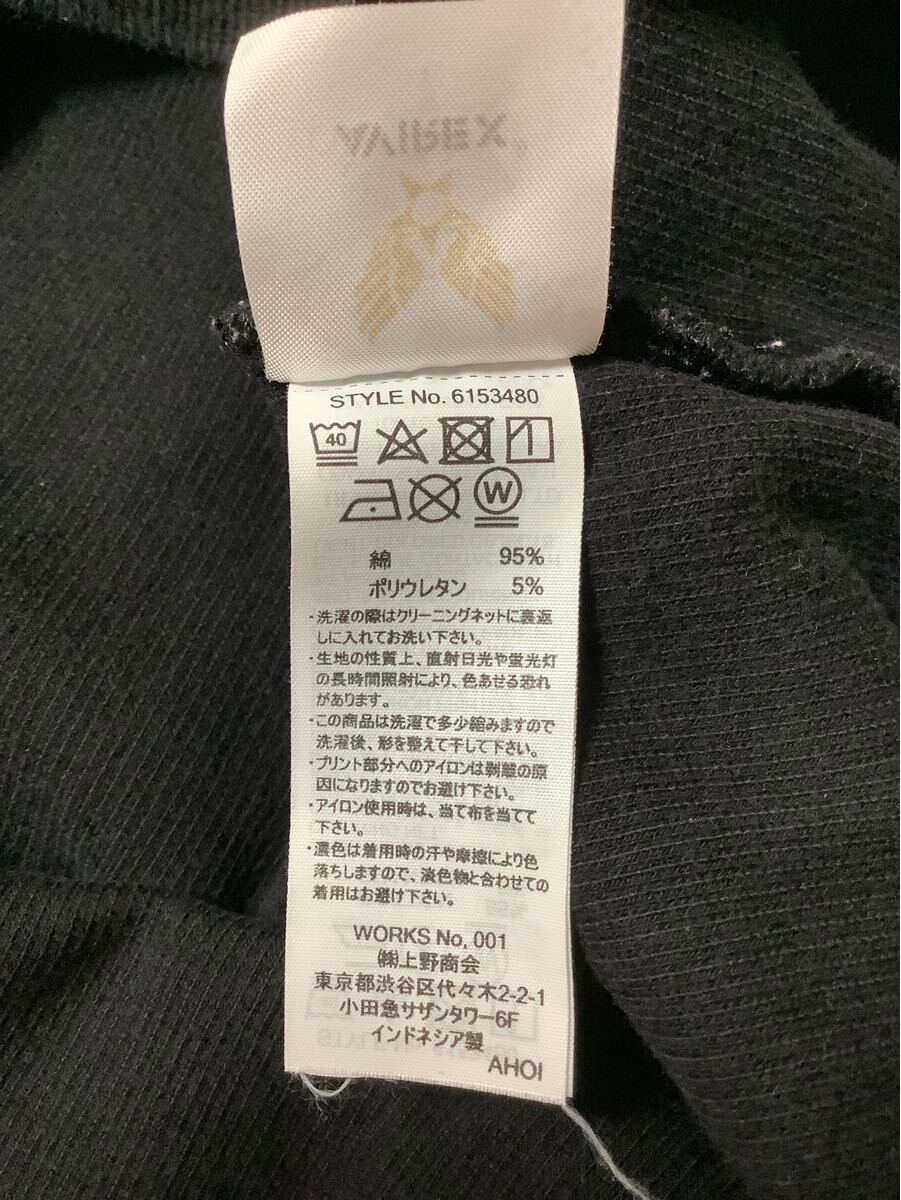 AVIREX
STYLE No. 6153480
40
W
綿 95%
ポリウレタン 5%
・洗濯の際はクリーニングネットに裏返
しに入れてお洗い下さい。
・生地の性質上、直射日光や蛍光灯
の長時間照射により、色あせる恐れ
があります。
・この商品は洗濯で多少縮みますので
洗濯後、形を整えて干して下さい。
・プリント部分へのアイロンは剥離の原
因になりますのでお避け下さい。
・アイロン使用時は、当て布を当てて
下さい。
・濃色は着用時の汗や摩擦により色
落ちしますので、淡色物と合わせての
着用はお避け下さい。
WORKS No, 001
㈱上野商会
東京都渋谷区代々木2-2-1
小田急サザンタワー6F
インドネシア製
AHOI